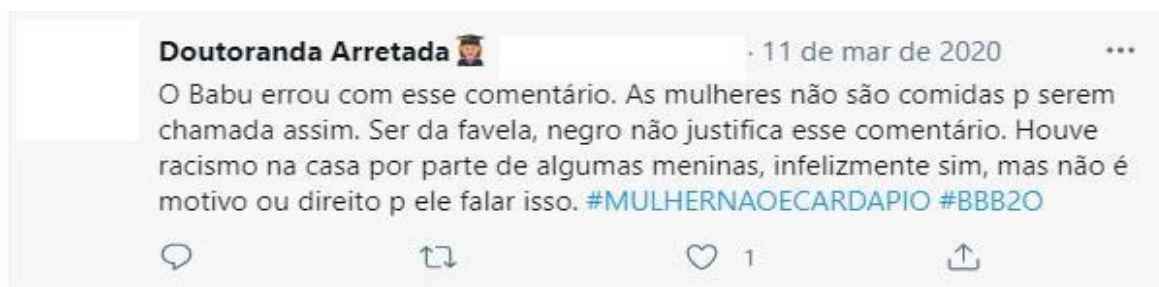 Doutoranda Arretada👩🏽‍🎓 · 11 de mar de 2020 ...
O Babu errou com esse comentário. As mulheres não são comidas p serem
chamada assim. Ser da favela, negro não justifica esse comentário. Houve
racismo na casa por parte de algumas meninas, infelizmente sim, mas não é
motivo ou direito p ele falar isso. #MULHERNAOECARDAPIO #BBB2O
1